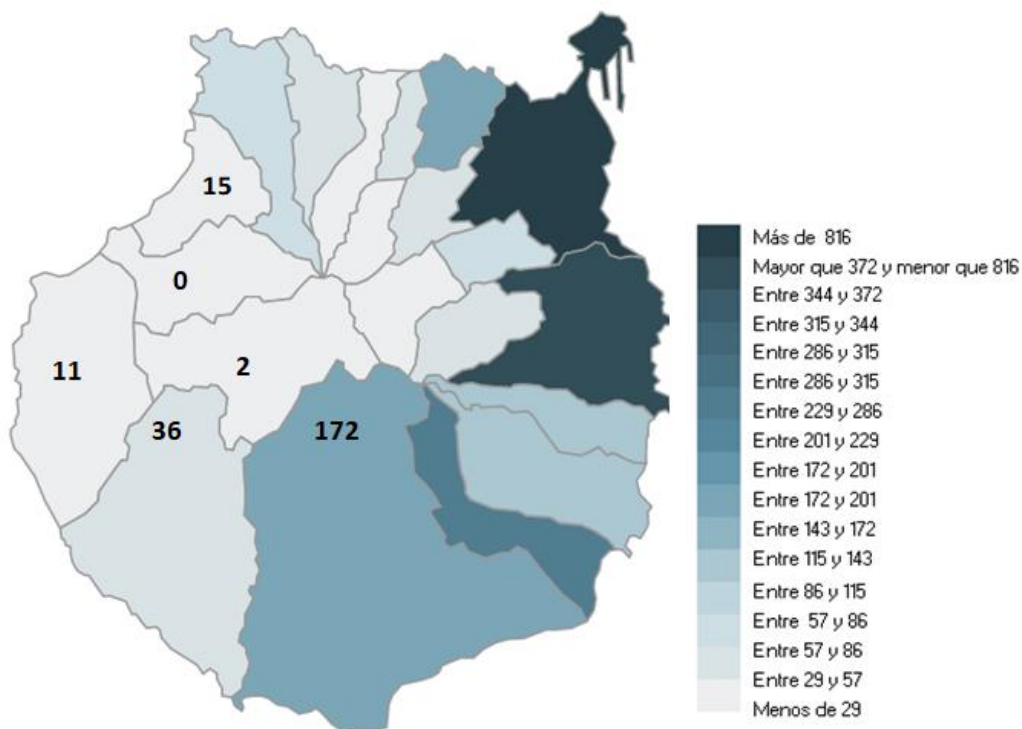 15
0
11
2
36
172
Más de 816
Mayor que 372 y menor que 816
Entre 344 y 372
Entre 315 y 344
Entre 286 y 315
Entre 286 y 315
Entre 229 y 286
Entre 201 y 229
Entre 172 y 201
Entre 172 y 201
Entre 143 y 172
Entre 115 y 143
Entre 86 y 115
Entre 57 y 86
Entre 57 y 86
Entre 29 y 57
Menos de 29